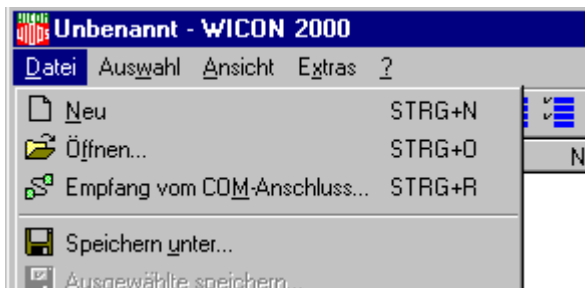 Unbenannt - WICON 2000
Datei Auswahl Ansicht Extras ?
Neu STRG+N
Öffnen... STRG+O
N
Empfang vom COM-Anschluss... STRG+R
Speichern unter...
Ausgewählte speichern...